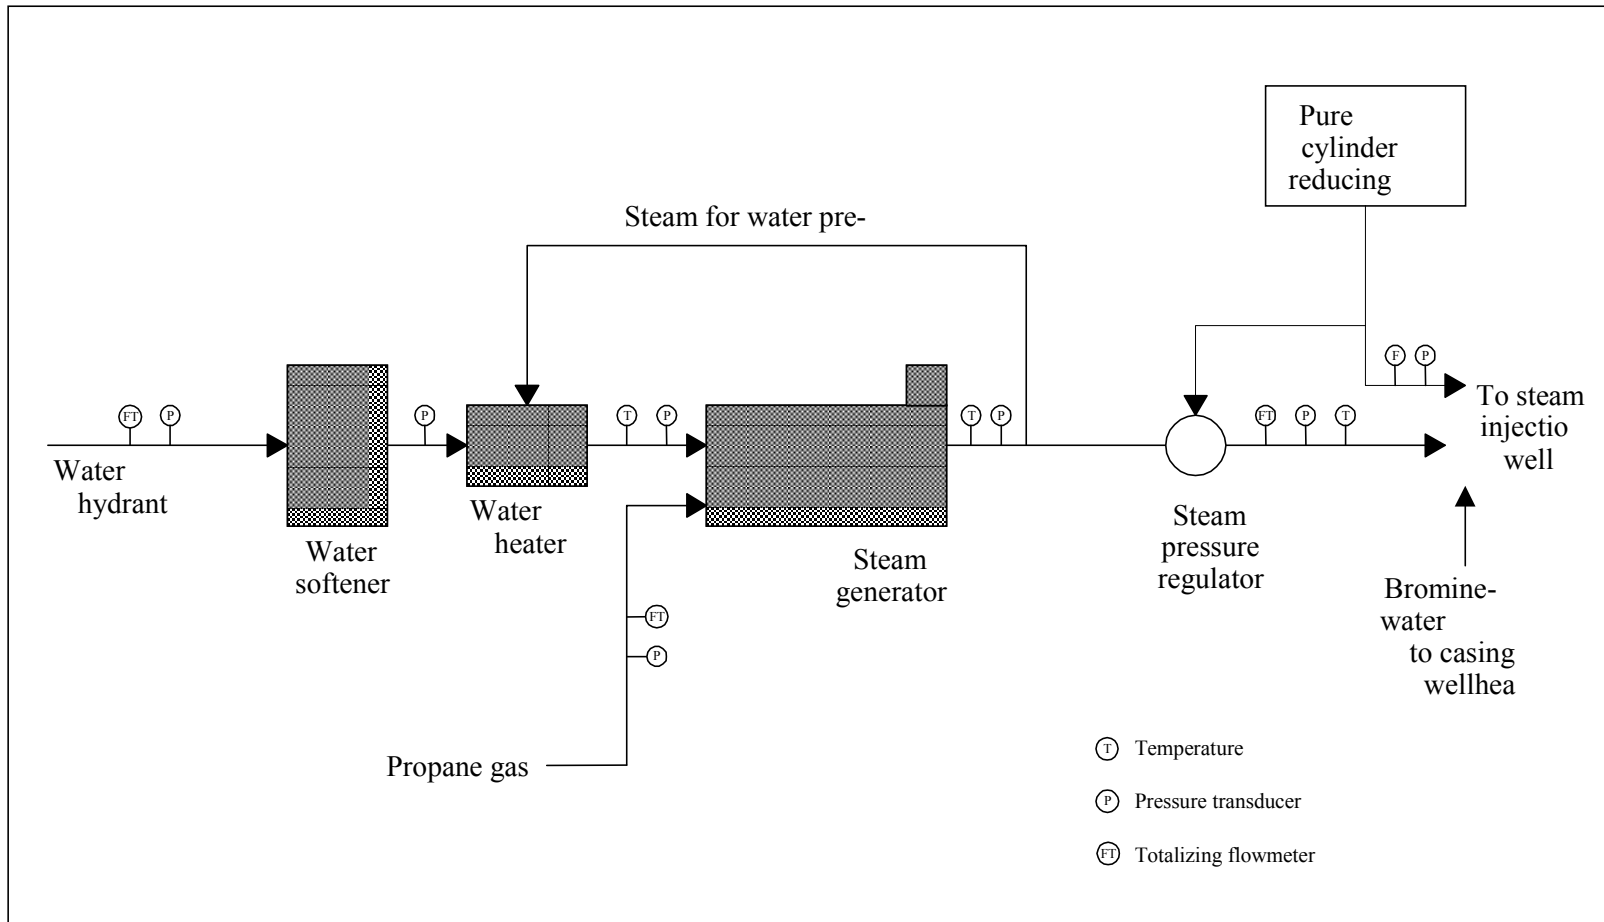 Pure
cylinder
reducing
Steam for water pre-
F P
FT P
P
T P
T P
FT P T
To steam
injectio
well
Water
hydrant
Water
heater
Water
softener
Steam
generator
Steam
pressure
regulator
Bromine-
water
to casing
wellhea
FT
P
Propane gas
T Temperature
P Pressure transducer
FT Totalizing flowmeter